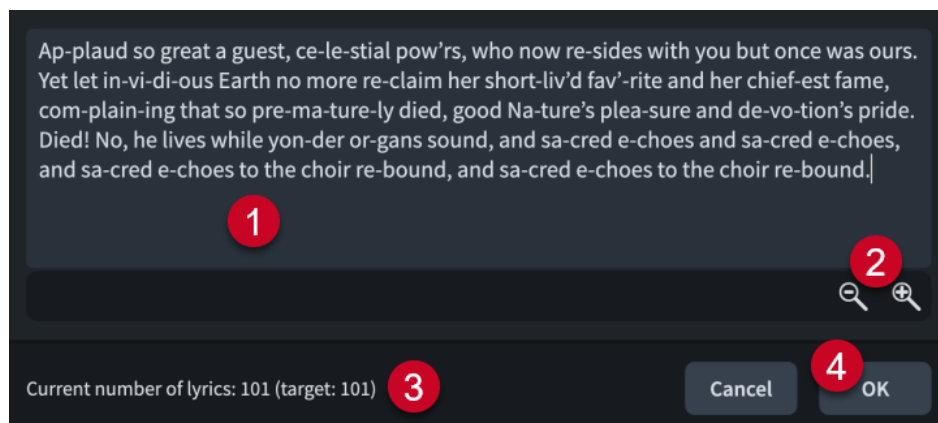 Ap-plaud so great a guest, ce-le-stial pow’rs, who now re-sides with you but once was ours.
Yet let in-vi-di-ous Earth no more re-claim her short-liv’d fav’-rite and her chief-est fame,
com-plain-ing that so pre-ma-ture-ly died, good Na-ture’s plea-sure and de-vo-tion’s pride.
Died! No, he lives while yon-der or-gans sound, and sa-cred e-choes and sa-cred e-choes,
and sa-cred e-choes to the choir re-bound, and sa-cred e-choes to the choir re-bound.
1
2
Current number of lyrics: 101 (target: 101) 3 Cancel 4 OK